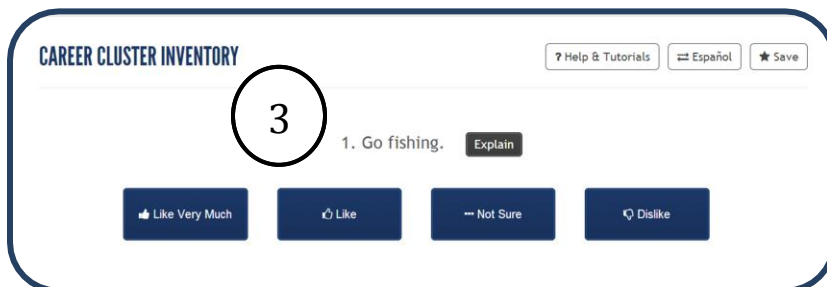 CAREER CLUSTER INVENTORY
? Help & Tutorials
Español
Save
3
1. Go fishing.
Explain
Like Very Much
Like
Not Sure
Dislike